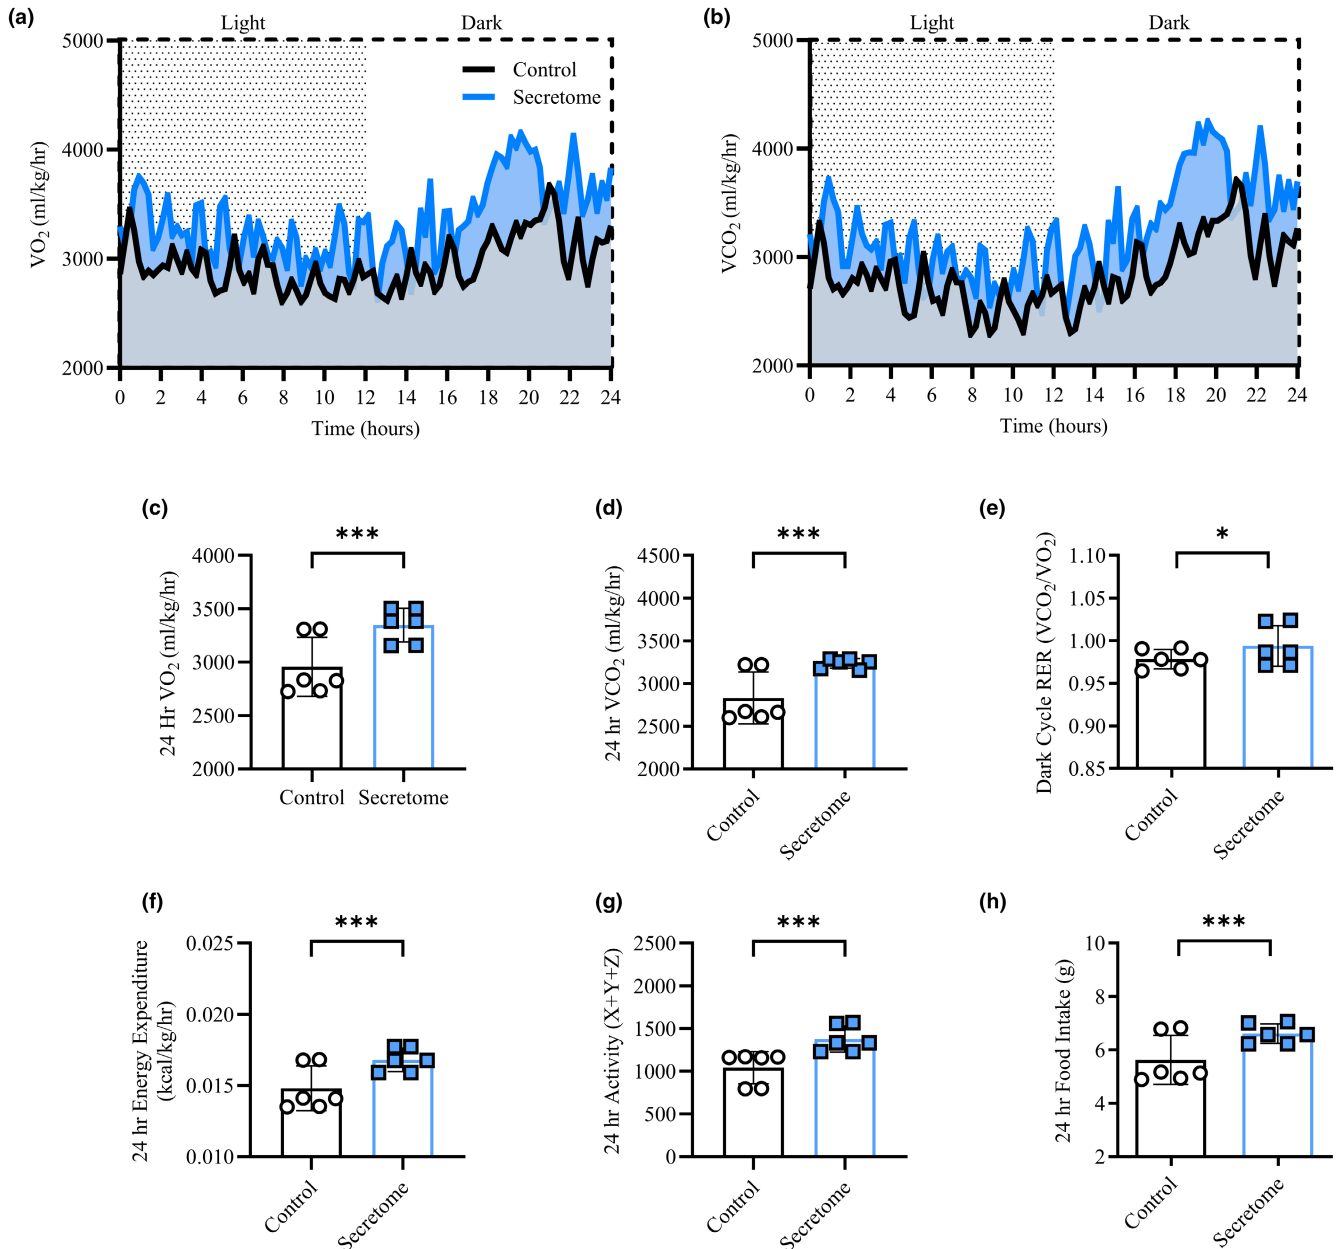 (a)
Light
Dark
5000
4000
3000
2000
VO2 (ml/kg/hr)
Control
Secretome
0 2 4 6 8 10 12 14 16 18 20 22 24
Time (hours)
(b)
Light
Dark
5000
4000
3000
2000
VCO2 (ml/kg/hr)
0 2 4 6 8 10 12 14 16 18 20 22 24
Time (hours)
(c)
***
4000
3500
3000
2500
2000
24 Hr VO2 (ml/kg/hr)
Control Secretome
(d)
***
4500
3500
3000
2500
2000
24 hr VCO2 (ml/kg/hr)
Control
Secretome
(e)
*
1.10
1.05
1.00
0.95
0.90
0.85
Dark Cycle RER (VCO2/VO2)
Control
Secretome
(f)
***
0.025
0.020
0.015
0.010
24 hr Energy Expenditure
(kcal/kg/hr)
Control
Secretome
(g)
***
2500
2000
1500
1000
500
0
24 hr Activity (X+Y+Z)
Control
Secretome
(h)
***
10
8
6
4
2
24 hr Food Intake (g)
Control
Secretome